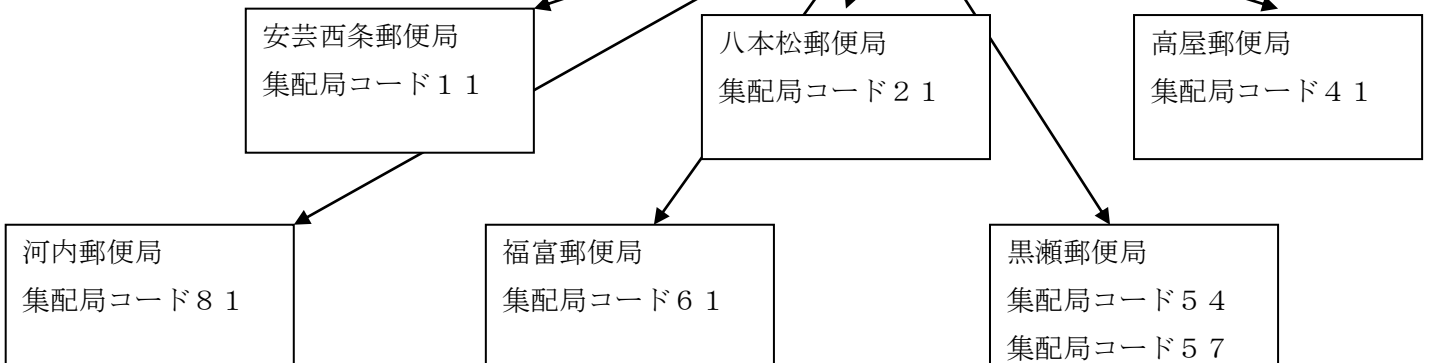 安芸西条郵便局
集配局コード１１
八本松郵便局
集配局コード２１
高屋郵便局
集配局コード４１
河内郵便局
集配局コード８１
福富郵便局
集配局コード６１
黒瀬郵便局
集配局コード５４
集配局コード５７